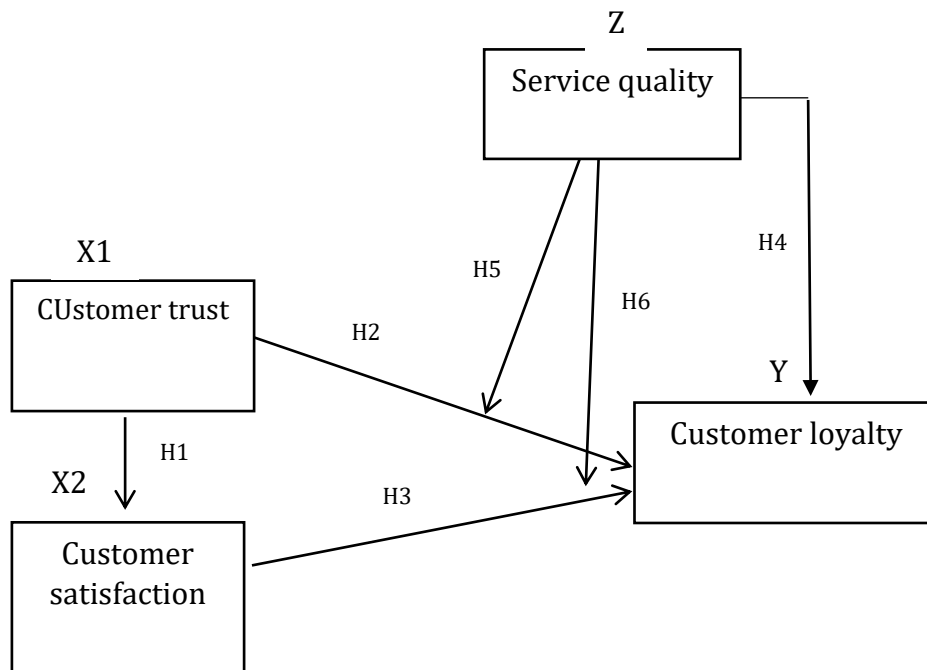 Z
Service quality
X1
H4
H5
CUstomer trust
H6
H2
Y
Customer loyalty
H1
X2
H3
Customer
satisfaction